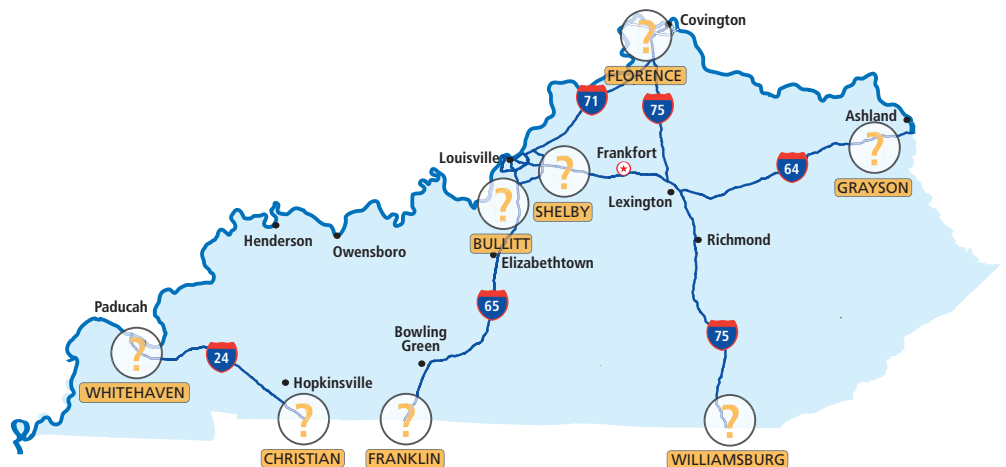 Covington
?
FLORENCE
71
75
Ashland
?
GRAYSON
Louisville
Frankfort
64
?
SHELBY
Lexington
?
BULLITT
Henderson
Owensboro
Richmond
Elizabethtown
65
Paducah
?
WHITEHAVEN
24
Bowling
Green
75
Hopkinsville
?
CHRISTIAN
?
FRANKLIN
?
WILLIAMSBURG